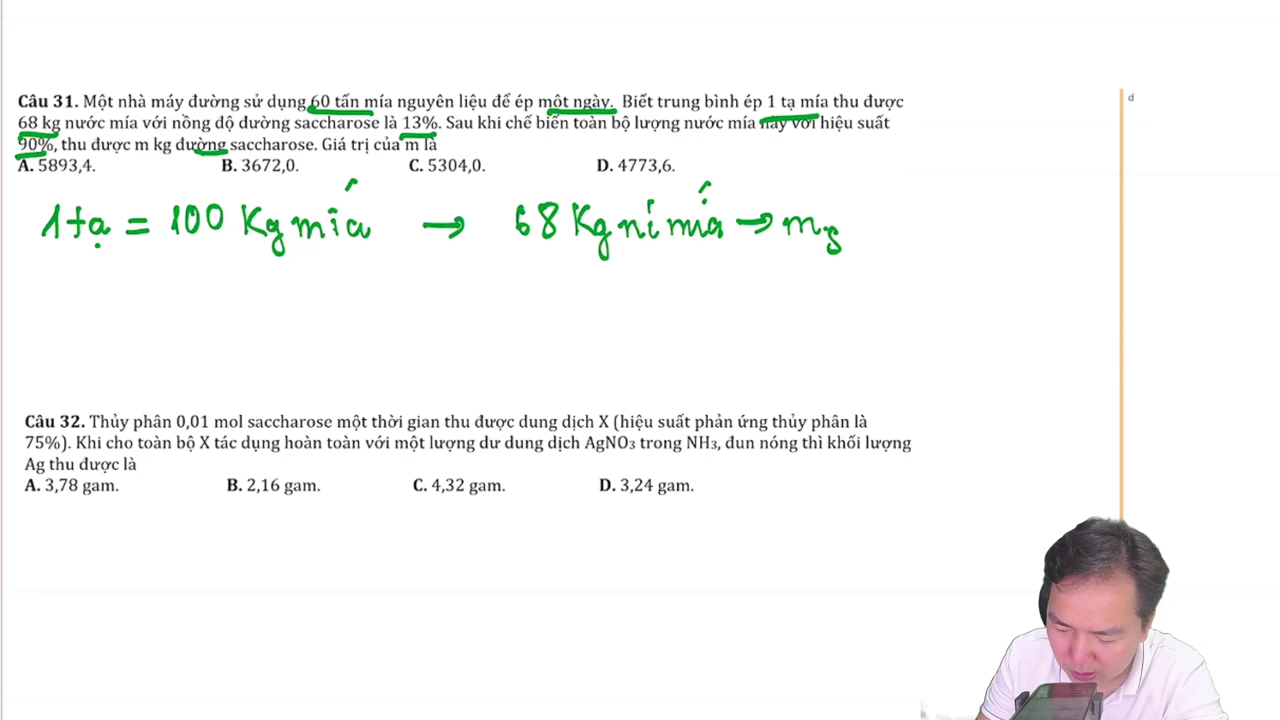 Câu 31. Một nhà máy đường sử dụng 60 tấn mía nguyên liệu để ép một ngày. Biết trung bình ép 1 tạ mía thu được
68 kg nước mía với nồng dộ đường saccharose là 13%. Sau khi chế biến toàn bộ lượng nước mía này với hiệu suất
90%, thu được m kg đường saccharose. Giá trị của m là
A. 5893,4. B. 3672,0. C. 5304,0. D. 4773,6.
1 tạ = 100 Kg mía → 68 Kg ní mía → m s
Câu 32. Thủy phân 0,01 mol saccharose một thời gian thu được dung dịch X (hiệu suất phản ứng thủy phân là
75%). Khi cho toàn bộ X tác dụng hoàn toàn với một lượng dư dung dịch AgNO₃ trong NH₃, đun nóng thì khối lượng
Ag thu được là
A. 3,78 gam. B. 2,16 gam. C. 4,32 gam. D. 3,24 gam.
d